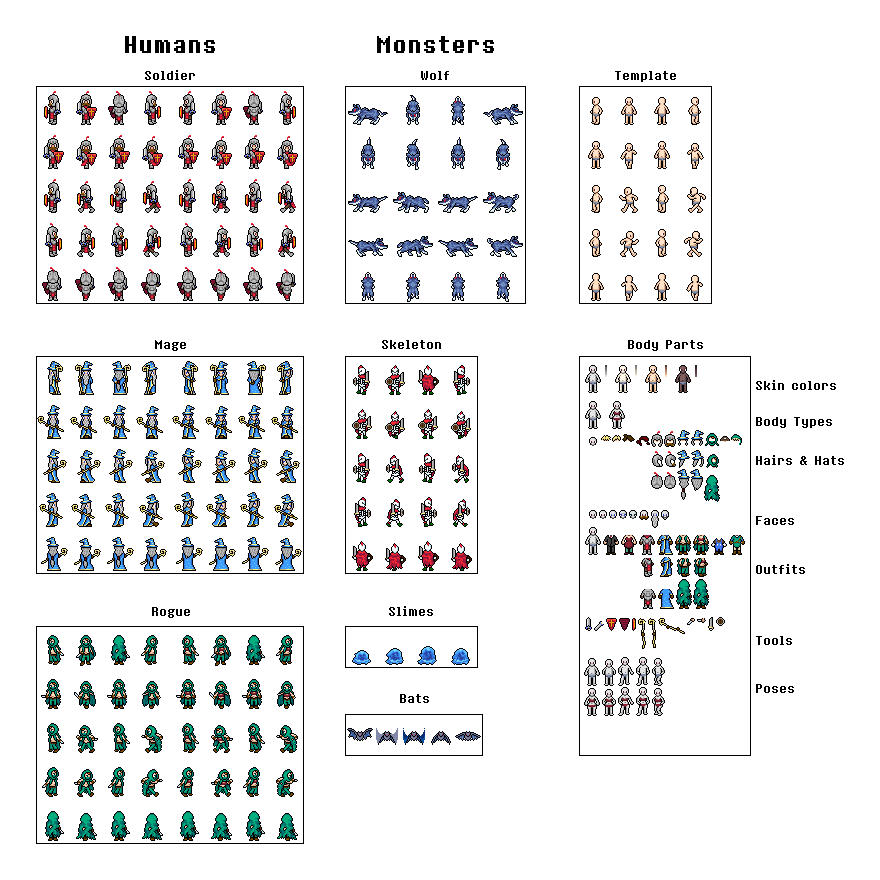 Humans
Monsters
Soldier
Wolf
Template
Mage
Skeleton
Body Parts
Skin colors
Body Types
Hairs & Hats
Faces
Outfits
Rogue
Slimes
Tools
Poses
Bats